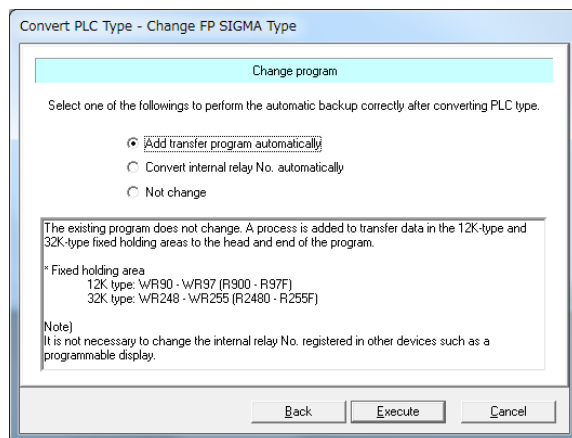 Convert PLC Type - Change FP SIGMA Type
Change program
Select one of the followings to perform the automatic backup correctly after converting PLC type.
Add transfer program automatically
Convert internal relay No. automatically
Not change
The existing program does not change. A process is added to transfer data in the 12K-type and
32K-type fixed holding areas to the head and end of the program.
* Fixed holding area
12K type: WR90 - WR97 (R900 - R97F)
32K type: WR248 - WR255 (R2480 - R255F)
Note)
It is not necessary to change the internal relay No. registered in other devices such as a
programmable display.
Back Execute Cancel